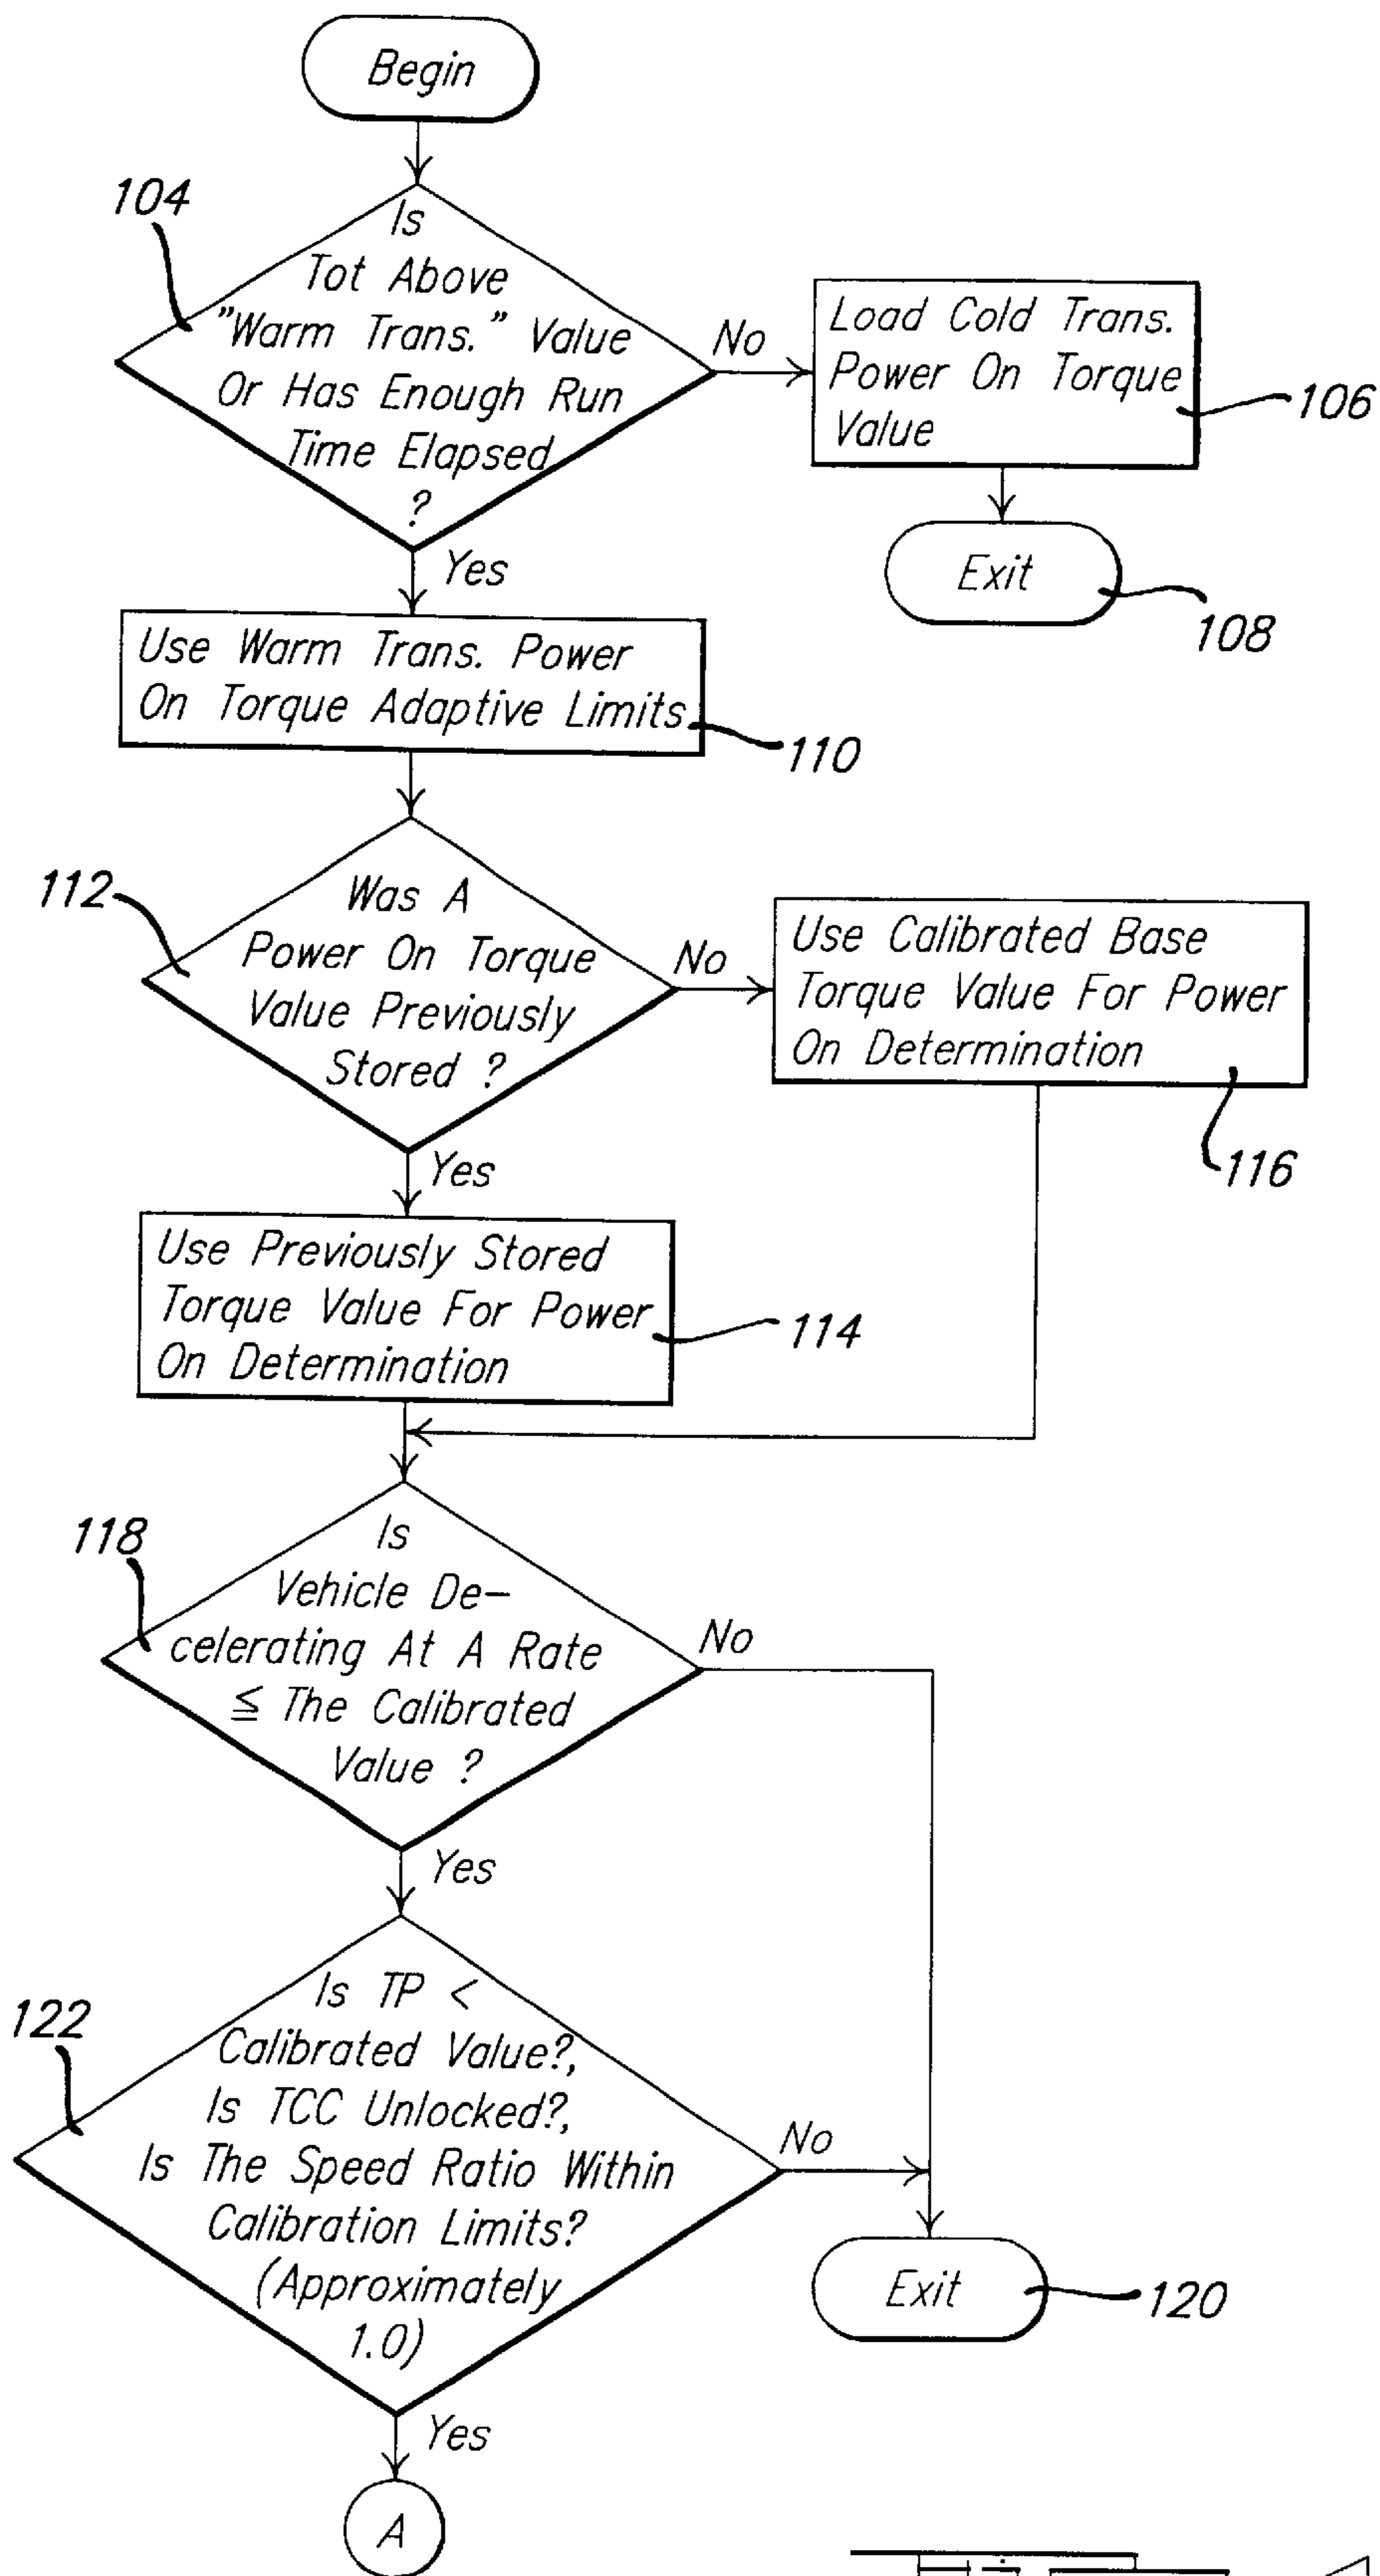 Begin
104
Is
Tot Above
"Warm Trans." Value
Or Has Enough Run
Time Elapsed
?
No
Load Cold Trans.
Power On Torque
Value
106
Exit
108
Yes
Use Warm Trans. Power
On Torque Adaptive Limits
110
112
Was A
Power On Torque
Value Previously
Stored ?
No
Use Calibrated Base
Torque Value For Power
On Determination
116
Yes
Use Previously Stored
Torque Value For Power
On Determination
114
118
Is
Vehicle De-
celerating At A Rate
≦ The Calibrated
Value ?
No
Yes
122
Is TP <
Calibrated Value?,
Is TCC Unlocked?,
Is The Speed Ratio Within
Calibration Limits?
(Approximately
1.0)
No
Exit
120
Yes
A